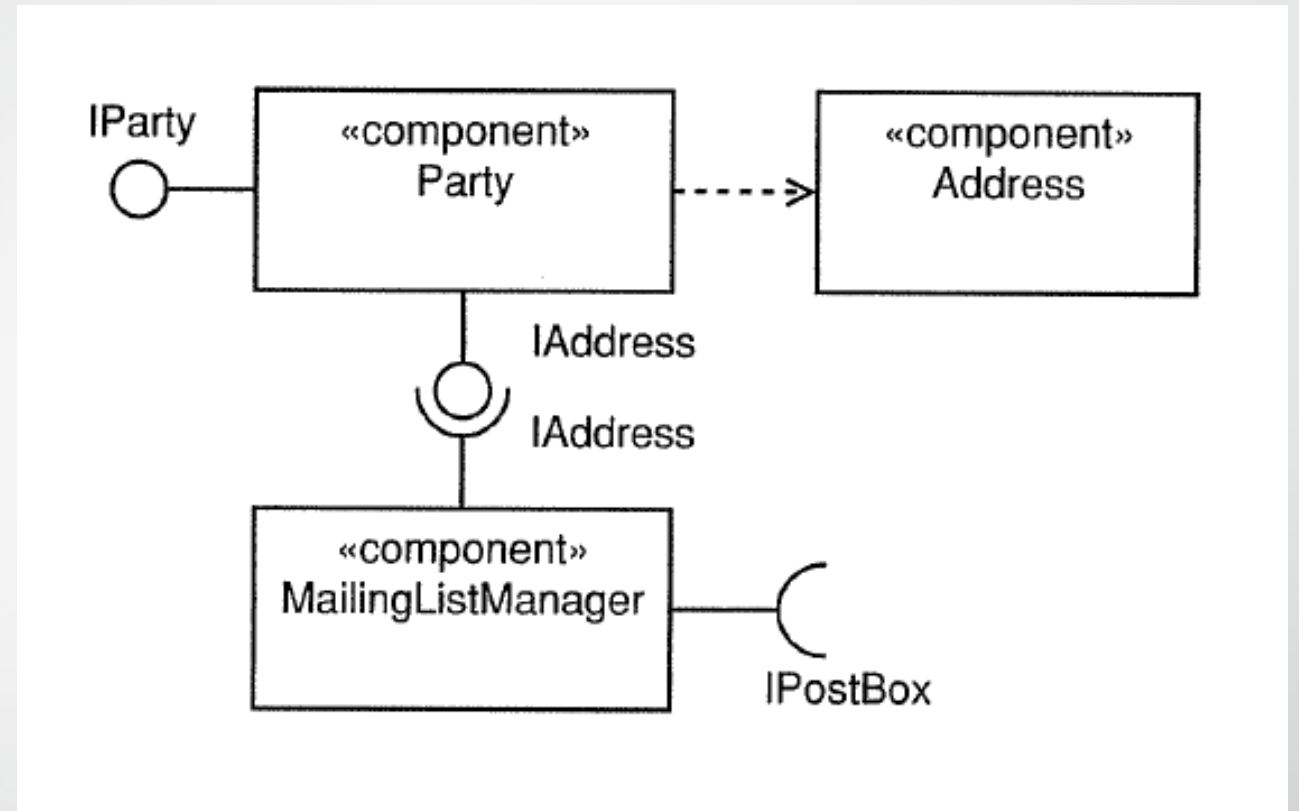 IParty
«component»
Party
«component»
Address
IAddress
IAddress
«component»
MailingListManager
IPostBox